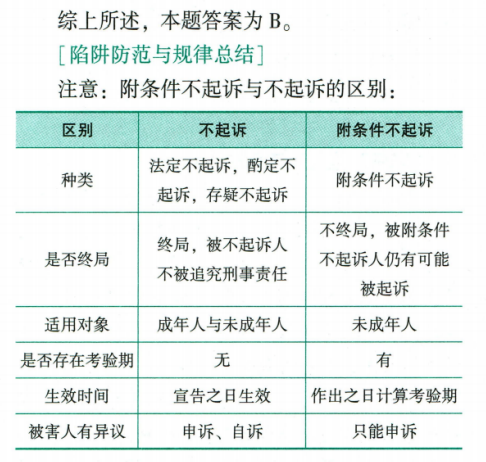 综上所述，本题答案为 B。
[陷阱防范与规律总结]
注意：附条件不起诉与不起诉的区别：
区别 不起诉 附条件不起诉
种类 法定不起诉，酌定不起诉，存疑不起诉 附条件不起诉
是否终局 终局，被不起诉人不被追究刑事责任 不终局，被附条件不起诉人仍有可能被起诉
适用对象 成年人与未成年人 未成年人
是否存在考验期 无 有
生效时间 宣告之日生效 作出之日计算考验期
被害人有异议 申诉、自诉 只能申诉